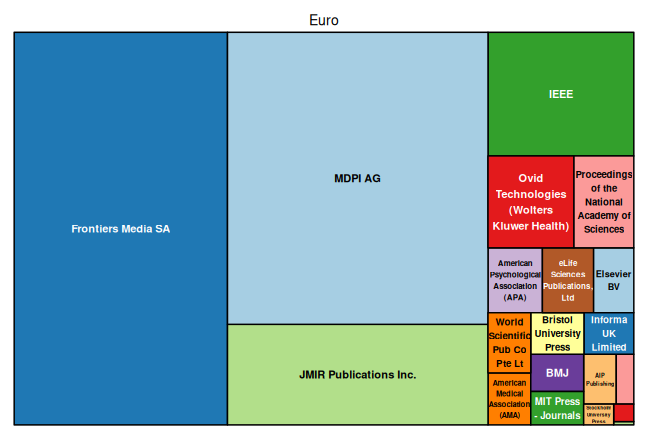 Euro
Frontiers Media SA
MDPI AG
JMIR Publications Inc.
IEEE
Ovid
Technologies
(Wolters
Kluwer Health)
Proceedings
of the
National
Academy of
Sciences
American
Psychological
Association
(APA)
eLife
Sciences
Publications,
Ltd
Elsevier
BV
World
Scientific
Pub Co
Pte Lt
Bristol
University
Press
Informa
UK
Limited
BMJ
AIP
Publishing
American
Medical
Association
(AMA)
MIT Press
- Journals
Stockholm
University
Press